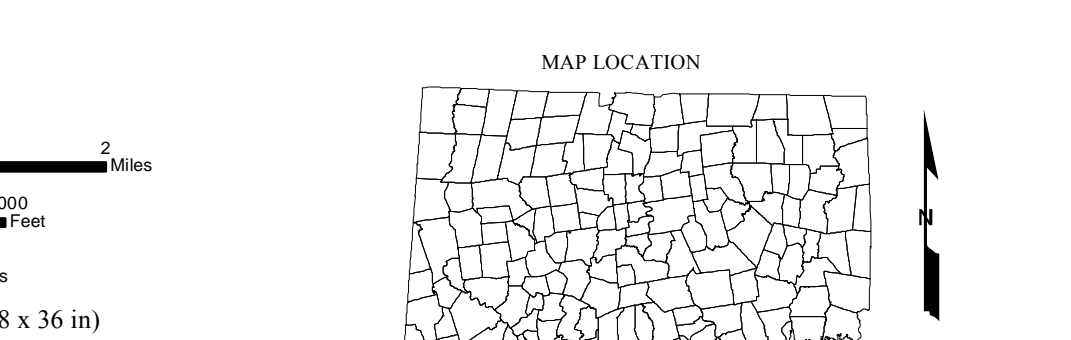 MAP LOCATION
2
Miles
000
Feet
N
s
8 x 36 in)